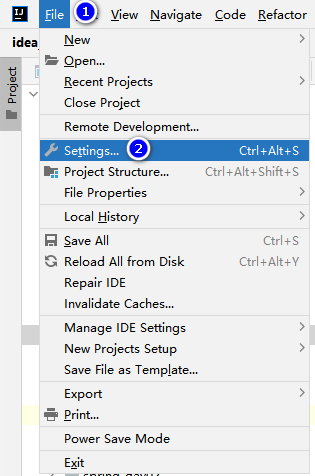 File 1 View Navigate Code Refactor
idea
Project
New
Open...
Recent Projects
Close Project
Remote Development...
Settings... 2 Ctrl+Alt+S
Project Structure... Ctrl+Alt+Shift+S
File Properties
Local History
Save All Ctrl+S
Reload All from Disk Ctrl+Alt+Y
Repair IDE
Invalidate Caches...
Manage IDE Settings
New Projects Setup
Save File as Template...
Export
Print...
Power Save Mode
Exit